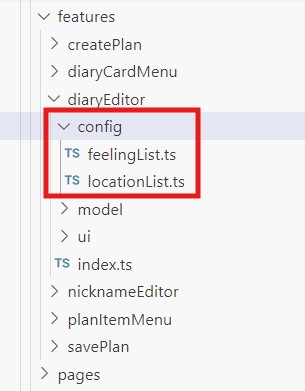 features
createPlan
diaryCardMenu
diaryEditor
config
TS feelingList.ts
TS locationList.ts
model
ui
TS index.ts
nicknameEditor
planItemMenu
savePlan
pages